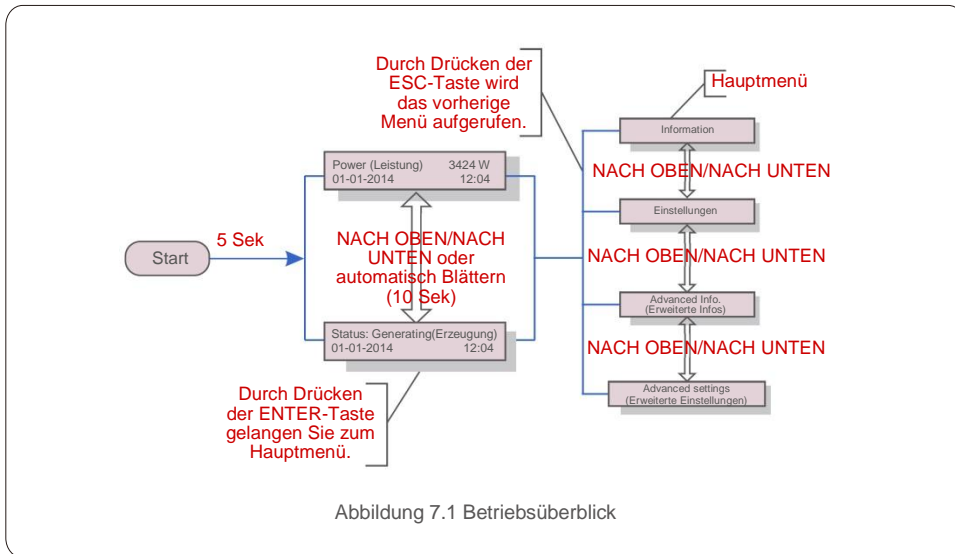 Durch Drücken der
ESC-Taste wird
das vorherige
Menü aufgerufen.
Hauptmenü
Information
NACH OBEN/NACH UNTEN
Einstellungen
NACH OBEN/NACH UNTEN
Advanced Info.
(Erweiterte Infos)
NACH OBEN/NACH UNTEN
Advanced settings
(Erweiterte Einstellungen)
Power (Leistung) 3424 W
01-01-2014 12:04
5 Sek
Start
NACH OBEN/NACH
UNTEN oder
automatisch Blättern
(10 Sek)
Status: Generating(Erzeugung)
01-01-2014 12:04
Durch Drücken
der ENTER-Taste
gelangen Sie zum
Hauptmenü.
Abbildung 7.1 Betriebsüberblick